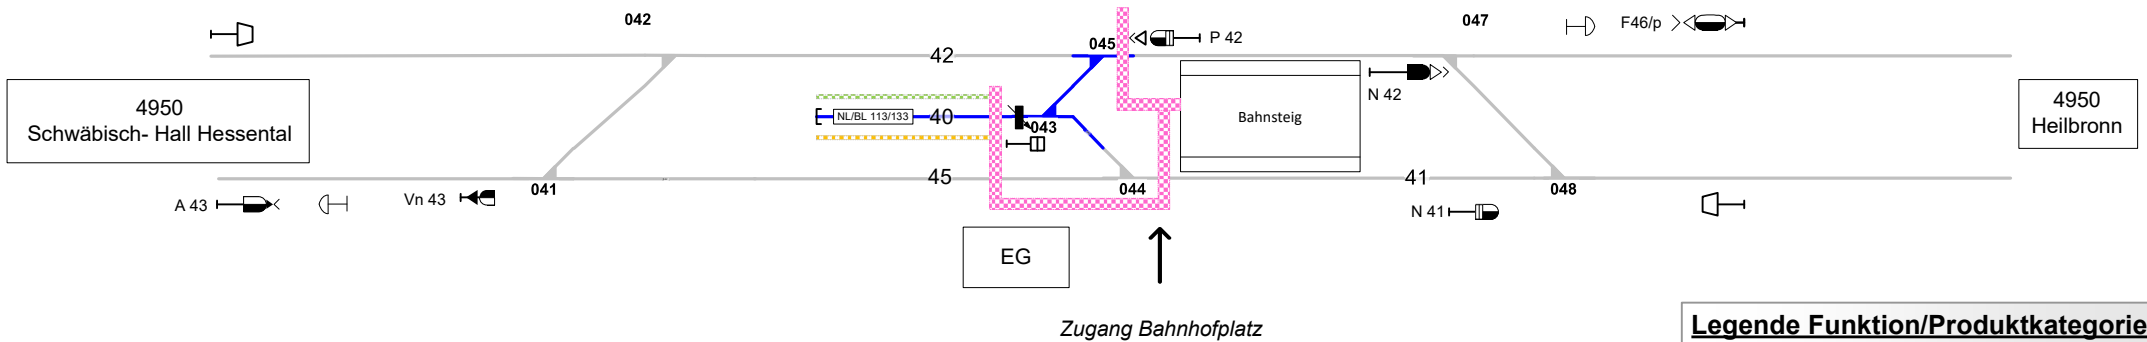 042
047
F46/p
045
P 42
42
N 42
4950
Schwäbisch- Hall Hessental
NL/BL 113/133
40
043
Bahnsteig
4950
Heilbronn
45
41
041
044
048
A 43
Vn 43
N 41
EG
Zugang Bahnhofplatz
Legende Funktion/Produktkategorie